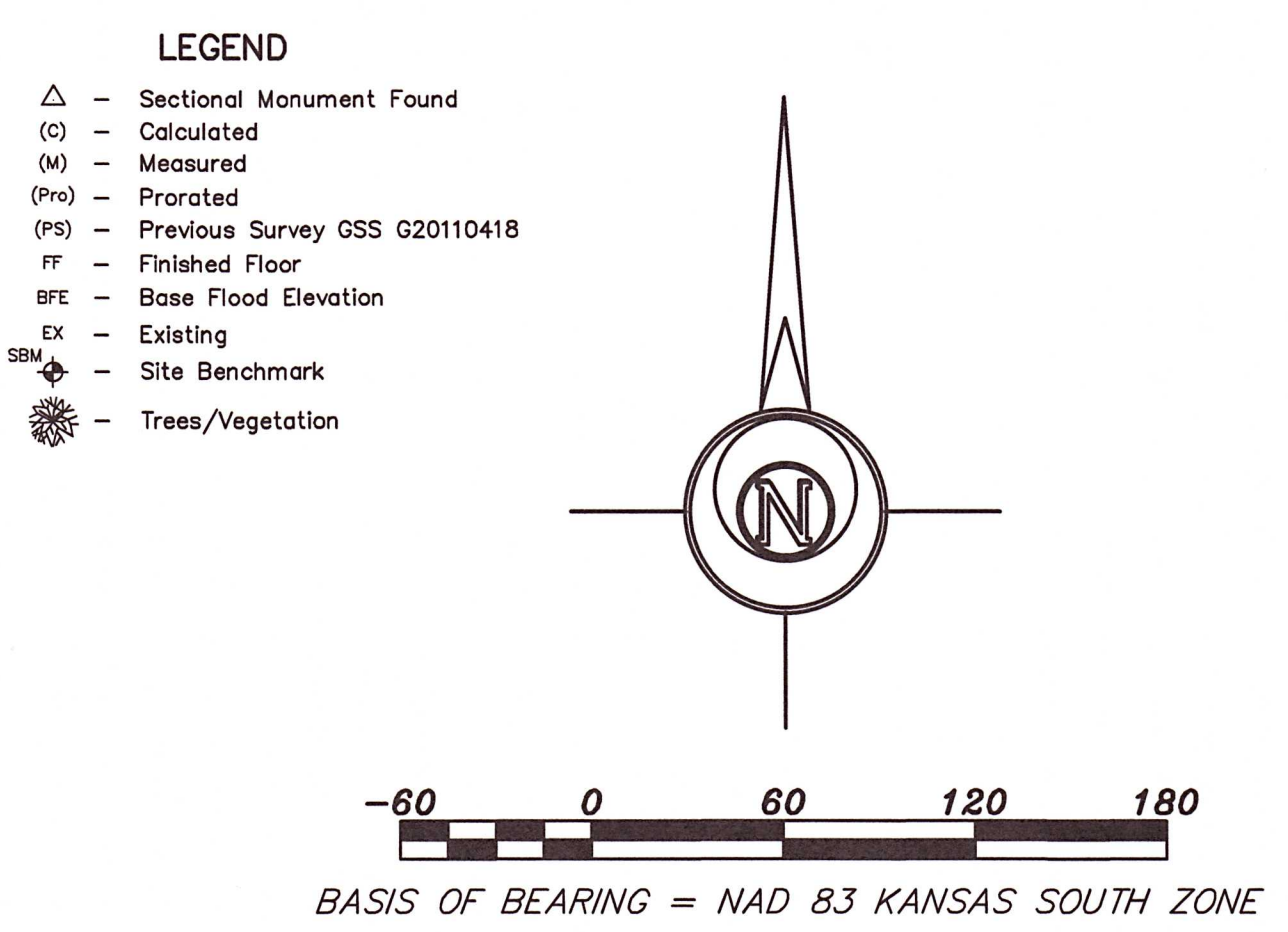 LEGEND
△ – Sectional Monument Found
(C) – Calculated
(M) – Measured
(Pro) – Prorated
(PS) – Previous Survey GSS G20110418
FF – Finished Floor
BFE – Base Flood Elevation
EX – Existing
SBM – Site Benchmark
– Trees/Vegetation
N
-60 0 60 120 180
BASIS OF BEARING = NAD 83 KANSAS SOUTH ZONE